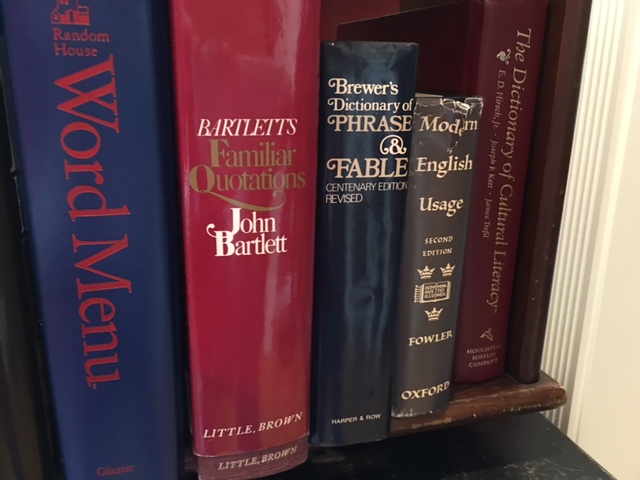 Random
House
Word Menu
Glazier
BARTLETT'S
Familiar
Quotations
John
Bartlett
LITTLE, BROWN
LITTLE, BROWN
Brewer's
Dictionary of
PHRASE
&
FABLE
CENTENARY EDITION
REVISED
HARPER & ROW
Modern
English
Usage
SECOND
EDITION
FOWLER
OXFORD
The Dictionary of Cultural Literacy
E. D. Hirsch, Jr. · Joseph F. Kett · James Trefil
HOUGHTON
MIFFLIN
COMPANY